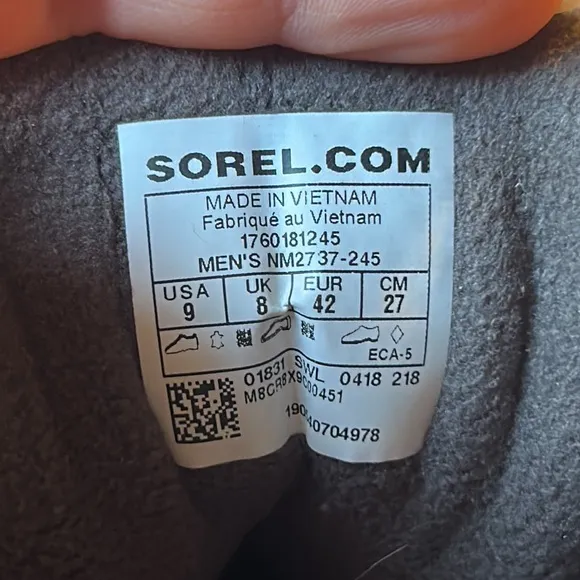 SOREL.COM
MADE IN VIETNAM
Fabriqué au Vietnam
1760181245
MEN'S NM2737-245
USA UK EUR CM
9 8 42 27
ECA-5
01831 SWL 0418 218